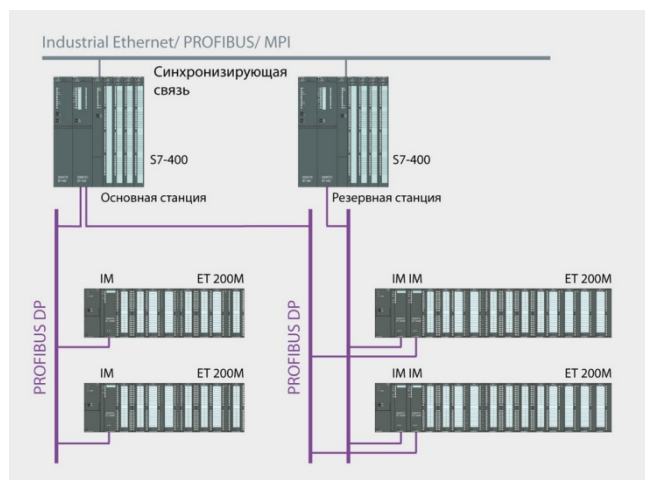 Industrial Ethernet/ PROFIBUS/ MPI
Синхронизирующая
связь
S7-400
S7-400
Основная станция
Резервная станция
IM
ET 200M
IM IM
ET 200M
PROFIBUS DP
PROFIBUS DP
IM
ET 200M
IM IM
ET 200M